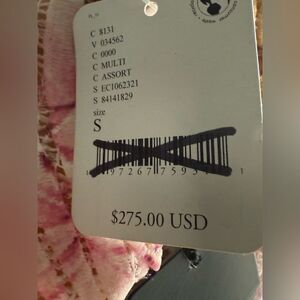 C 8131
V 034562
C 0000
C MULTI
C ASSORT
S EC1062321
S 84141829
size
S
$275.00 USD